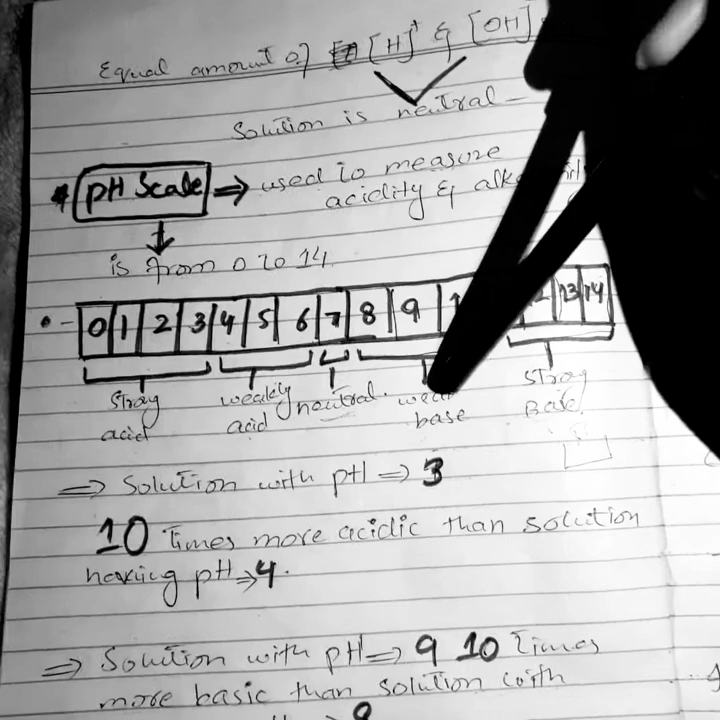 Equal amount of [H]⁺ & [OH]
Solution is neutral -
* pH Scale ⇒ used to measure
acidity &
↓
is from 0 to 14
• - 0 1 2 3 4 5 6 7 8 9 13 14
strong acid
weakly acid
neutral.
base
strong Base
⇒ Solution with pH ⇒ 3
10 times more acidic than solution
having pH ⇒ 4.
⇒ Solution with pH ⇒ 9 10 times
more basic than solution with